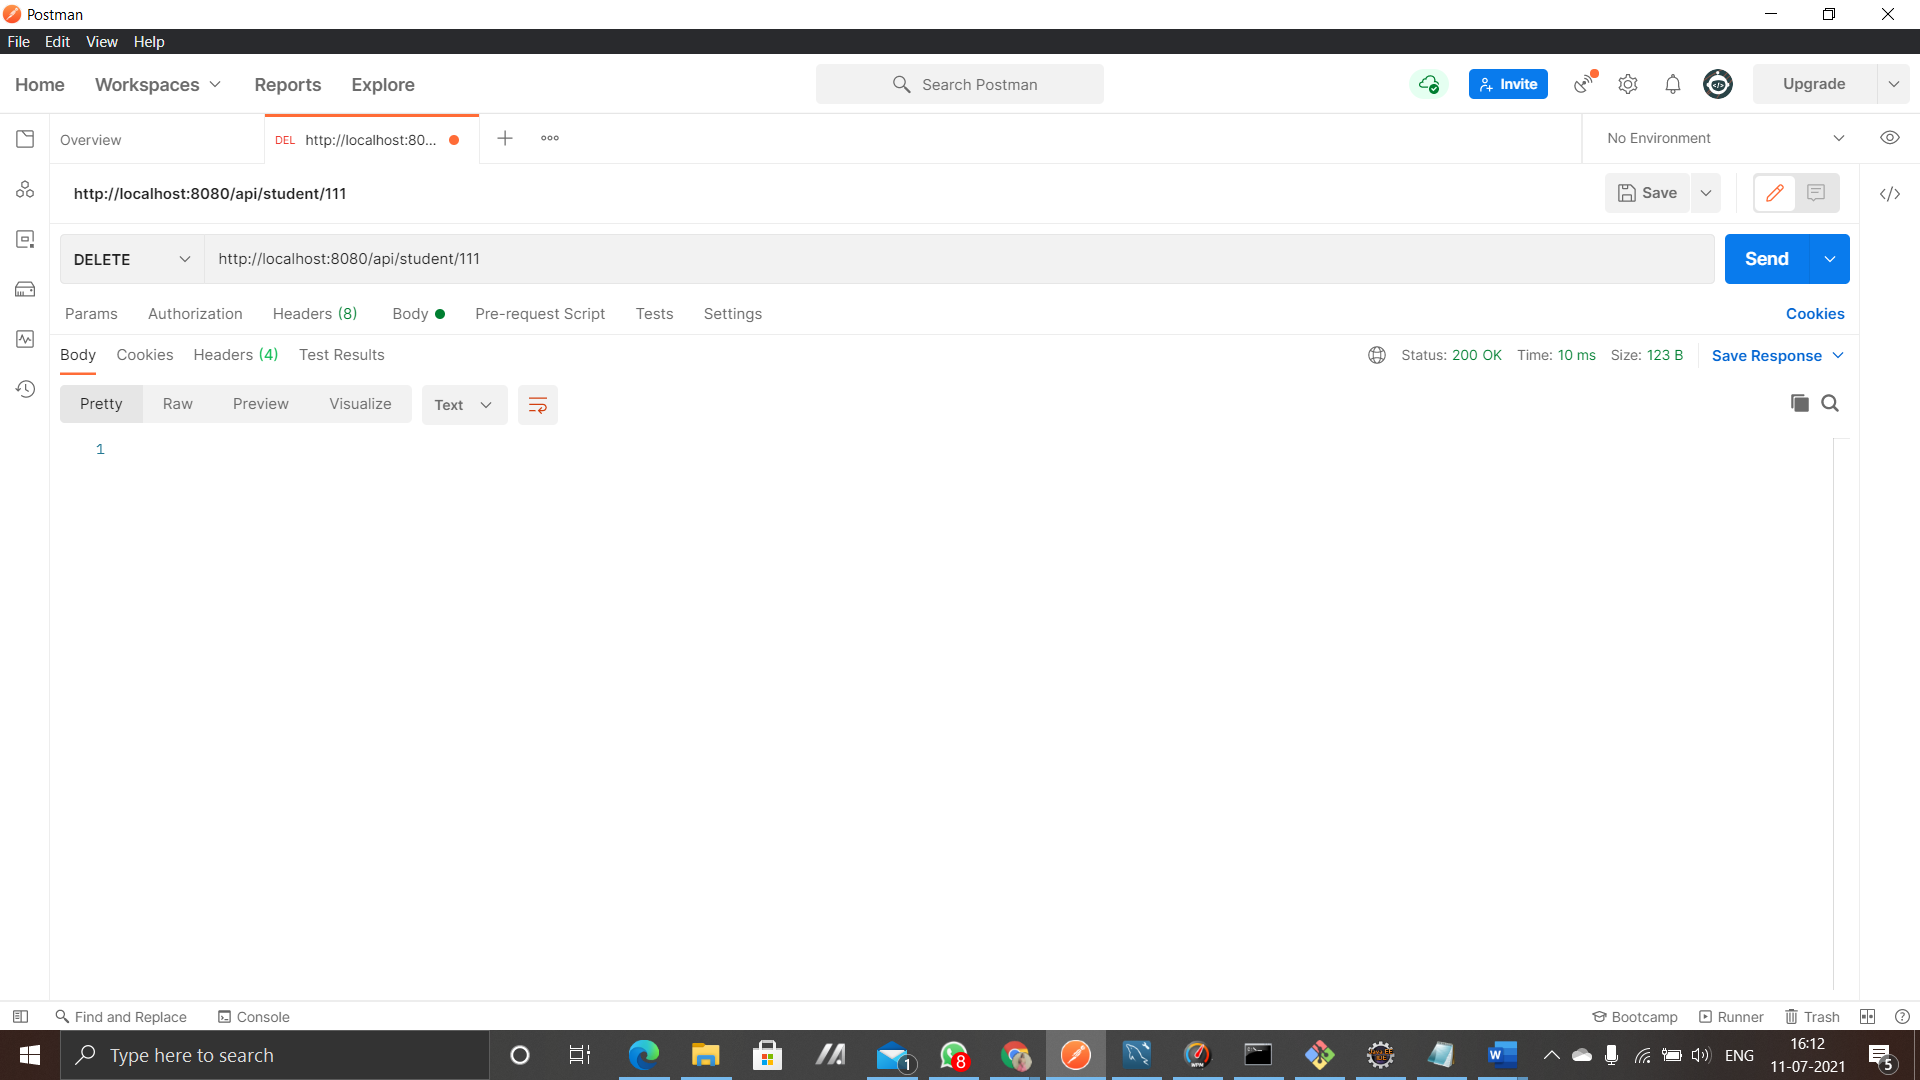 Postman
File Edit View Help
Home Workspaces Reports Explore Search Postman Invite Upgrade
Overview DEL http://localhost:80... No Environment
http://localhost:8080/api/student/111 Save
DELETE http://localhost:8080/api/student/111 Send
Params Authorization Headers (8) Body Pre-request Script Tests Settings Cookies
Body Cookies Headers (4) Test Results Status: 200 OK Time: 10 ms Size: 123 B Save Response
Pretty Raw Preview Visualize Text
1
Find and Replace Console Bootcamp Runner Trash
Type here to search 1 8 ENG 16:12
11-07-2021 5